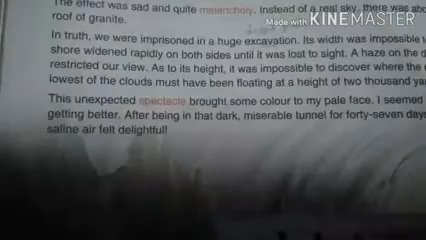 The effect was sad and quite melancholy. Instead of a real sky, there was
roof of granite.
Made with KINEMASTER
In truth, we were imprisoned in a huge excavation. Its width was impossible
shore widened rapidly on both sides until it was lost to sight. A haze on the
restricted our view. As to its height, it was impossible to discover where the
lowest of the clouds must have been floating at a height of two thousand
This unexpected spectacle brought some colour to my pale face. I seemed
getting better. After being in that dark, miserable tunnel for forty-seven
saline air felt delightful!